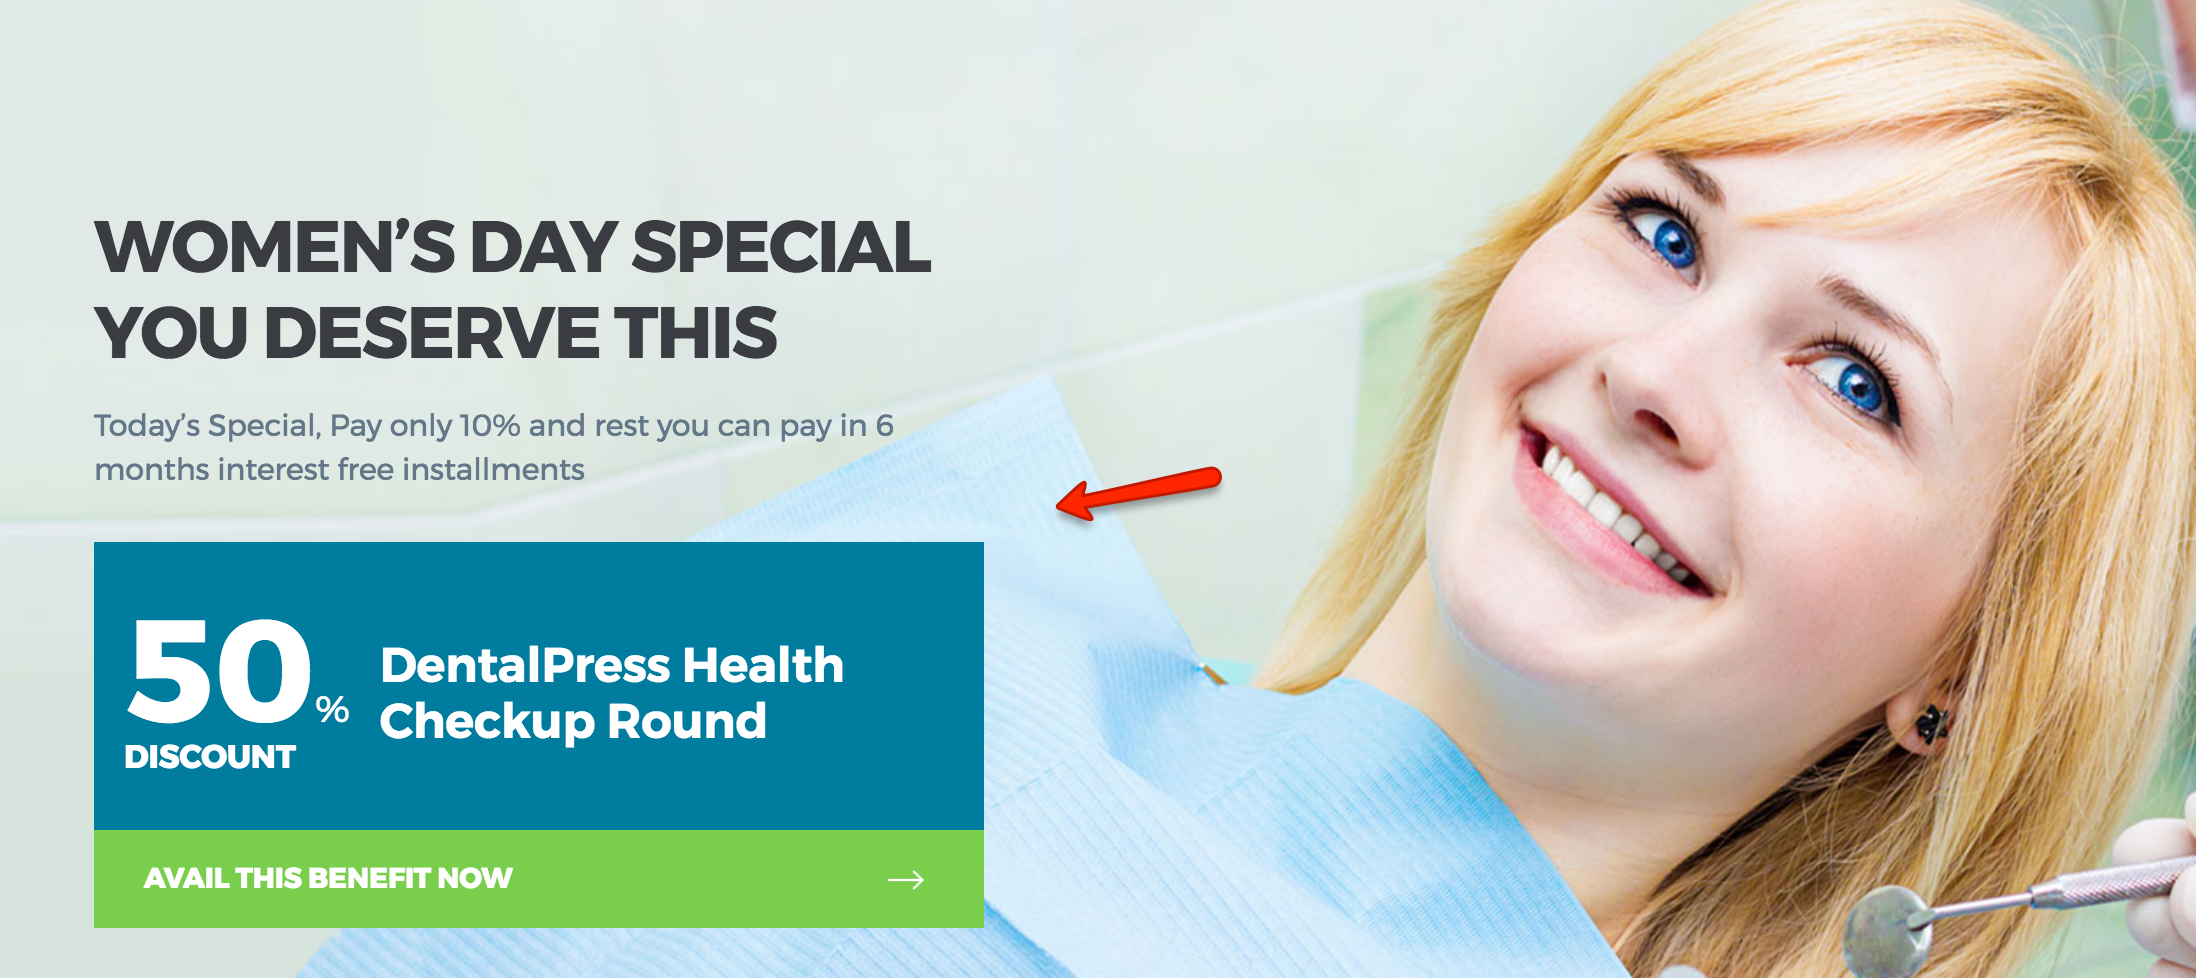 WOMEN’S DAY SPECIAL
YOU DESERVE THIS
Today’s Special, Pay only 10% and rest you can pay in 6
months interest free installments
50%
DISCOUNT
DentalPress Health
Checkup Round
AVAIL THIS BENEFIT NOW